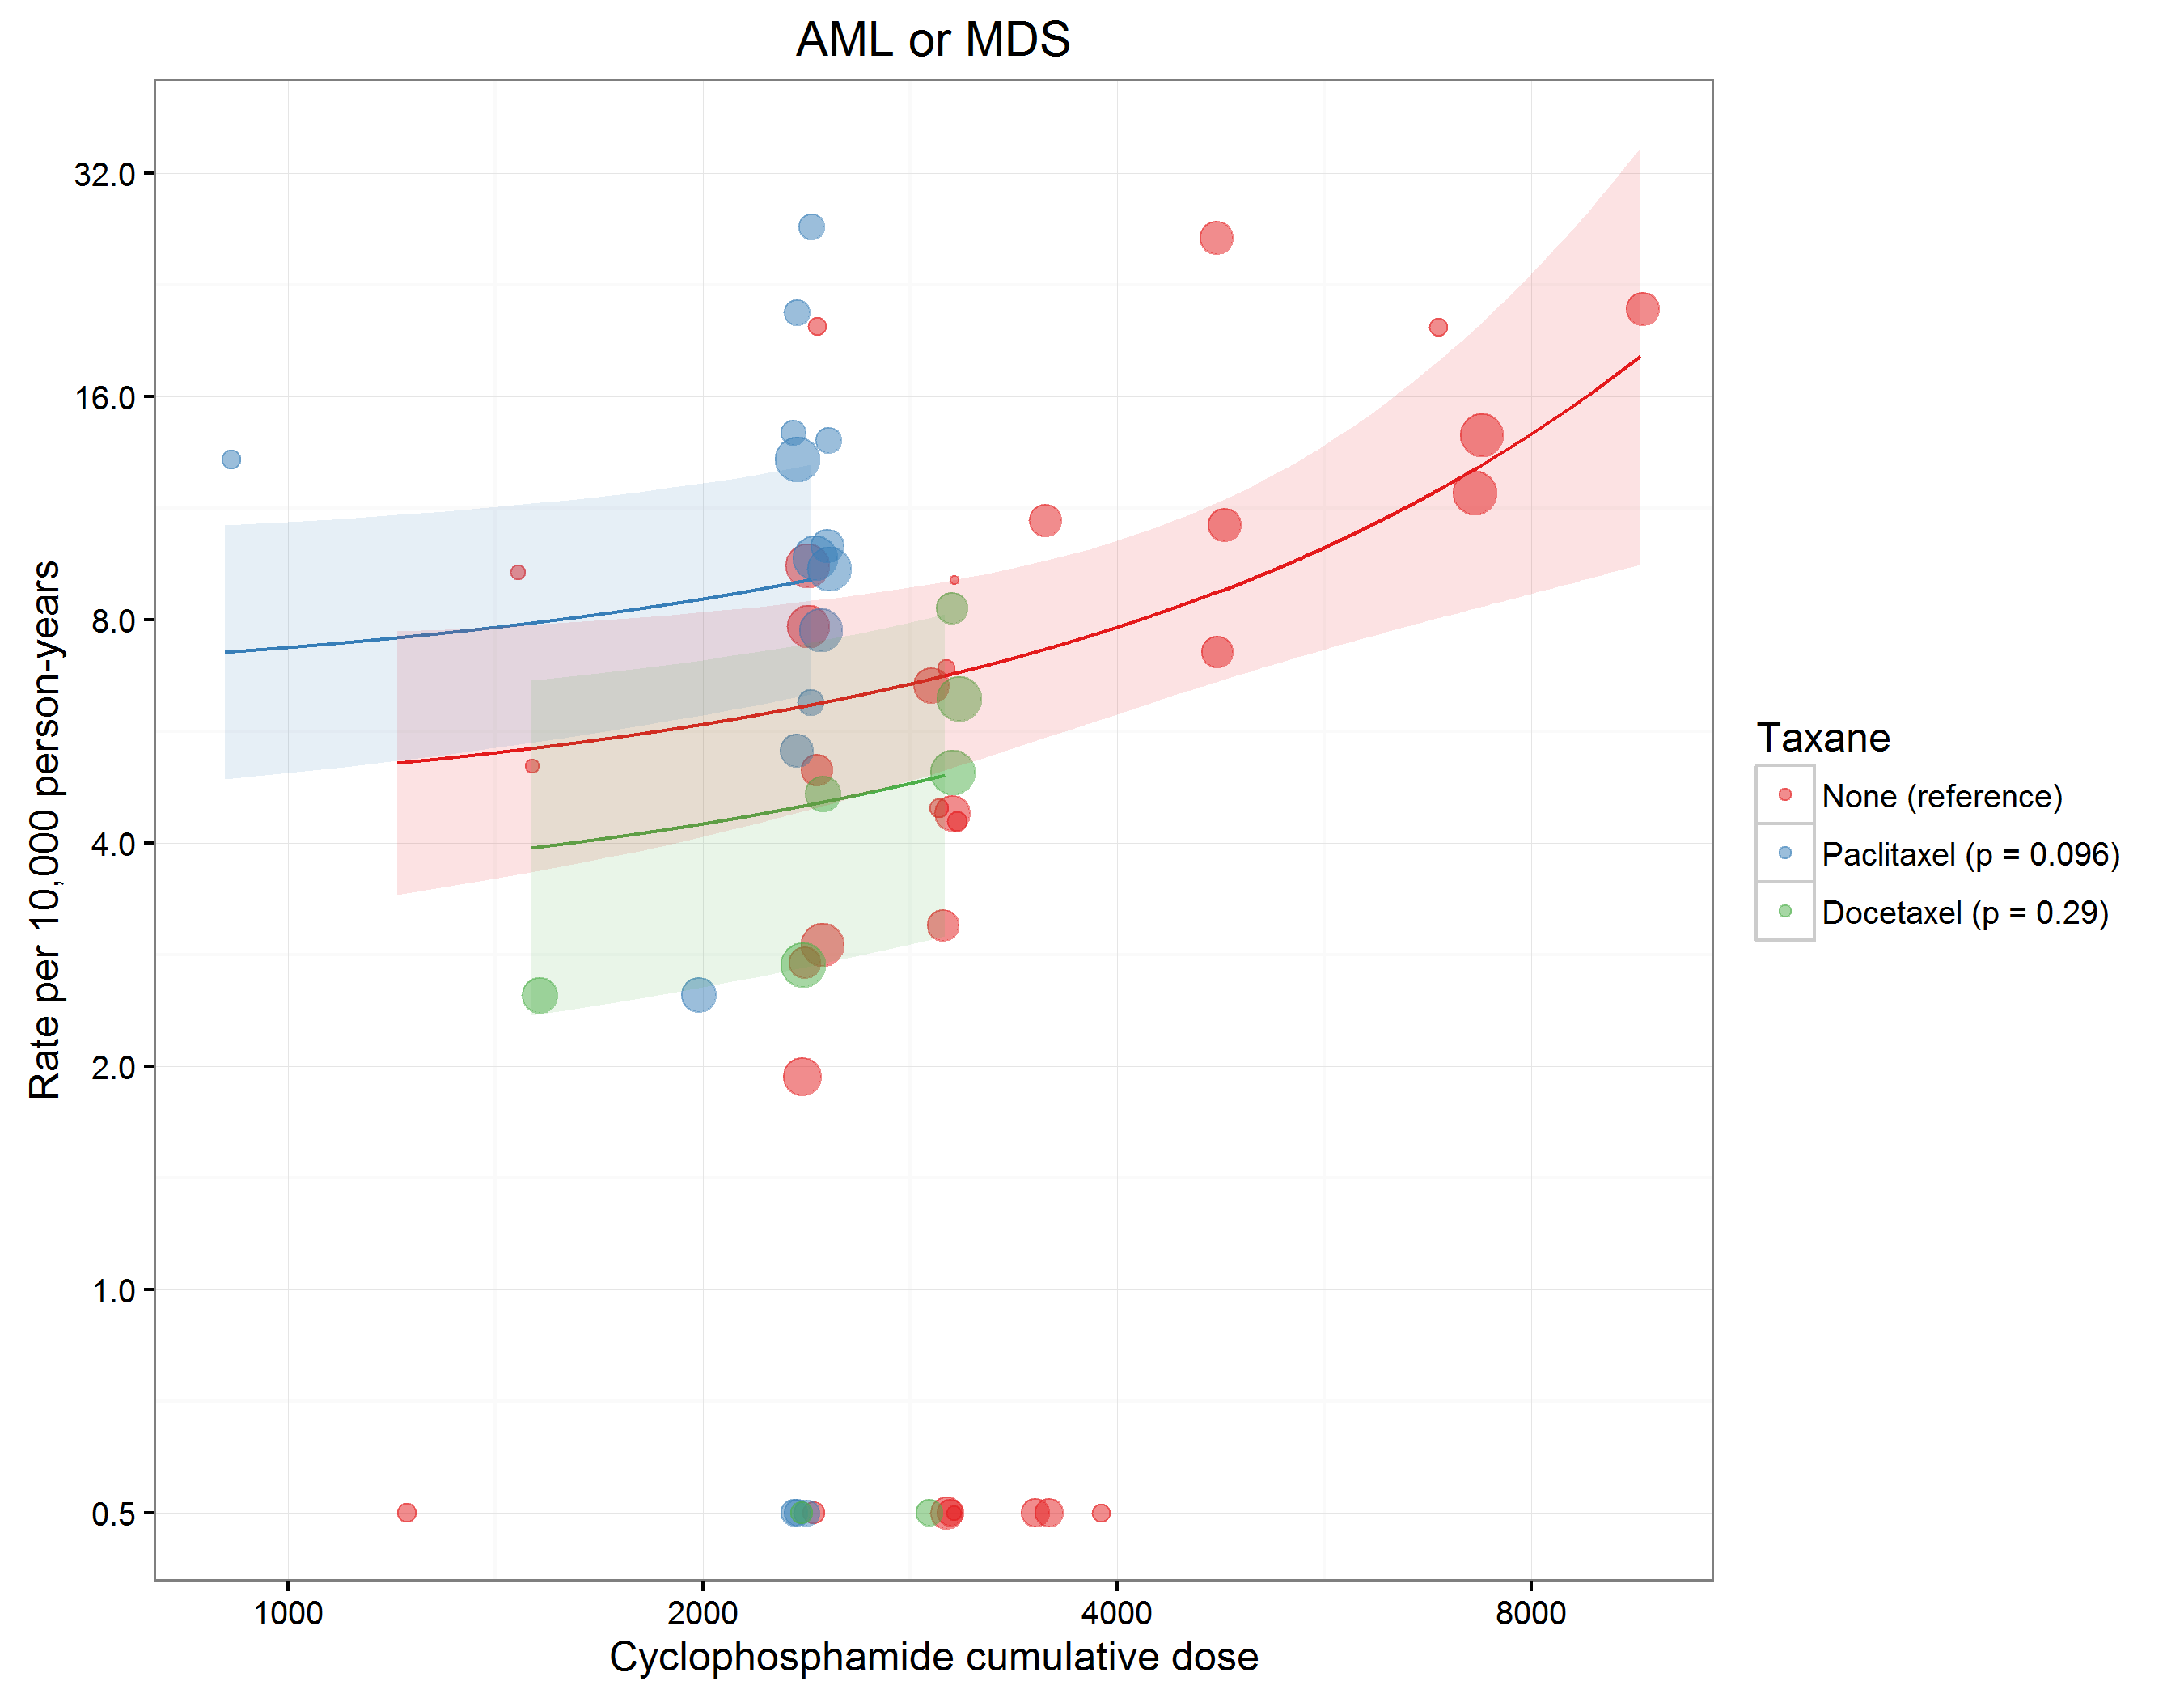 AML or MDS
32.0
16.0
8.0
4.0
2.0
1.0
0.5
Rate per 10,000 person-years
1000 2000 4000 8000
Cyclophosphamide cumulative dose
Taxane
None (reference)
Paclitaxel (p = 0.096)
Docetaxel (p = 0.29)